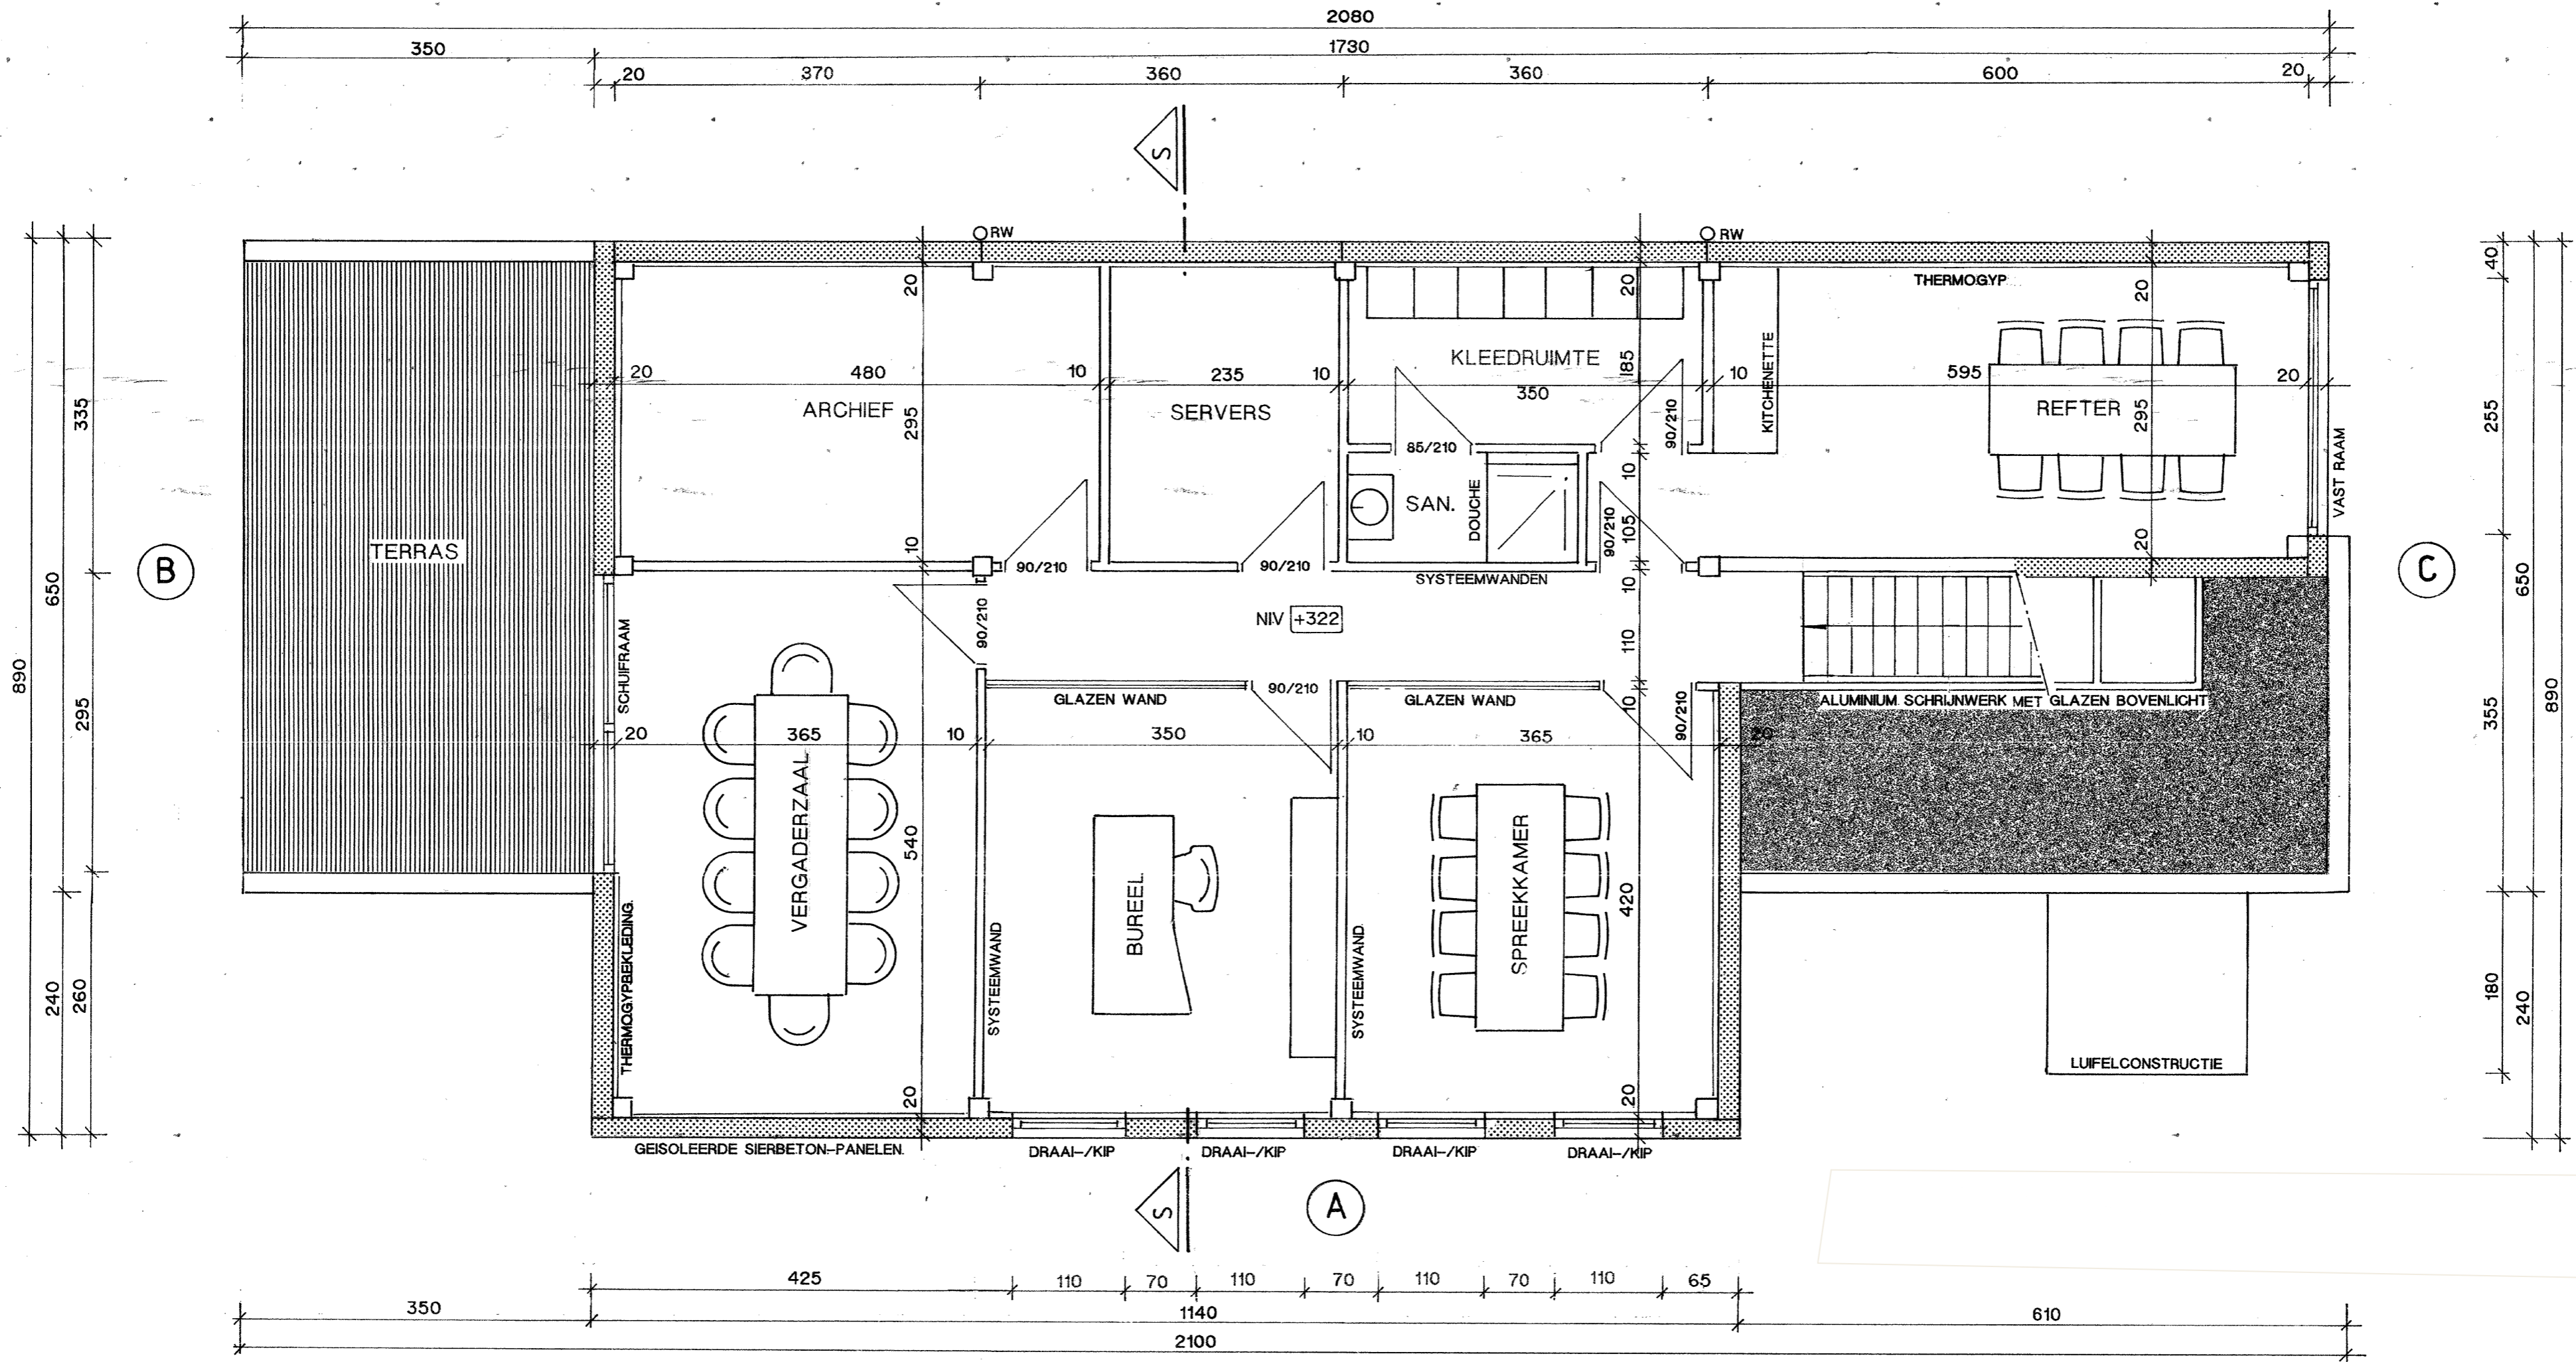 2080
350 1730
20 370 360 360 600 20
S
RW RW
THERMOGYP
20 20 20 40
KLEEDRUIMTE
KITCHENETTE
185
20 480 10 235 10 350 10 595 20
ARCHIEF SERVERS REFTER
295 295 255
335
85/210 90/210
10
SAN. DOUCHE
VAST RAAM
90/210 105
TERRAS
10 20
90/210 90/210
SYSTEEMWANDEN
B C
650 650
10
90/210
NIV +322
110
SCHUIFRAAM
890 890
295 355
90/210
GLAZEN WAND GLAZEN WAND
10 90/210
ALUMINIUM SCHRIJNWERK MET GLAZEN BOVENLICHT
20 365 10 350 10 365 20
VERGADERZAAL
540
BUREEL
SPREEKKAMER
420
THERMOGYPBEKLEDING.
SYSTEEMWAND SYSTEEMWAND
240 260
180 240
LUIFELCONSTRUCTIE
20 20
GEISOLEERDE SIERBETON-PANELEN.
DRAAI-/KIP DRAAI-/KIP DRAAI-/KIP DRAAI-/KIP
S
A
425 110 70 110 70 110 70 110 65
350 1140 610
2100